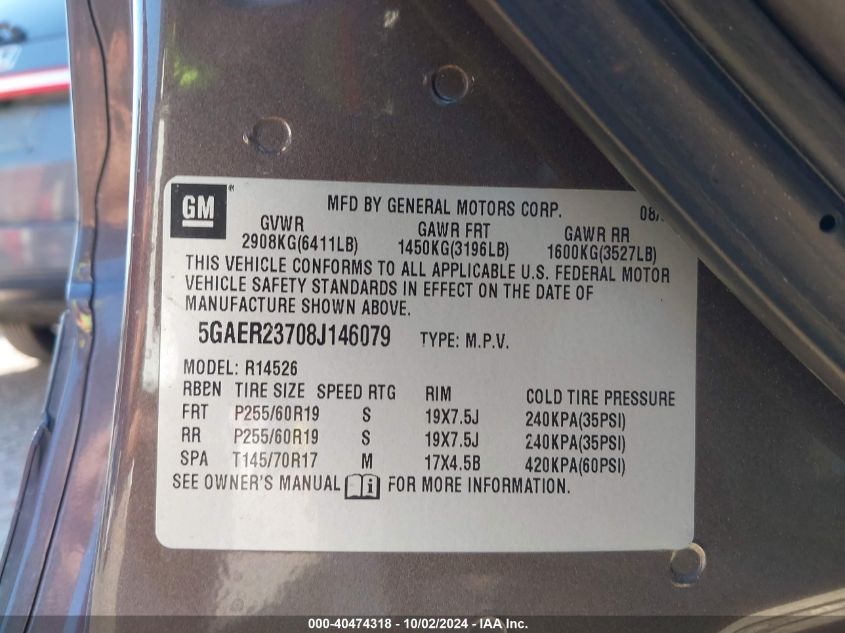 GM
MFD BY GENERAL MOTORS CORP. 08/
GVWR GAWR FRT GAWR RR
2908KG(6411LB) 1450KG(3196LB) 1600KG(3527LB)
THIS VEHICLE CONFORMS TO ALL APPLICABLE U.S. FEDERAL MOTOR
VEHICLE SAFETY STANDARDS IN EFFECT ON THE DATE OF
MANUFACTURE SHOWN ABOVE.
5GAER23708J146079 TYPE: M.P.V.
MODEL: R14526
RBBN TIRE SIZE SPEED RTG RIM COLD TIRE PRESSURE
FRT P255/60R19 S 19X7.5J 240KPA(35PSI)
RR P255/60R19 S 19X7.5J 240KPA(35PSI)
SPA T145/70R17 M 17X4.5B 420KPA(60PSI)
SEE OWNER'S MANUAL i FOR MORE INFORMATION.
000-40474318 - 10/02/2024 - IAA Inc.